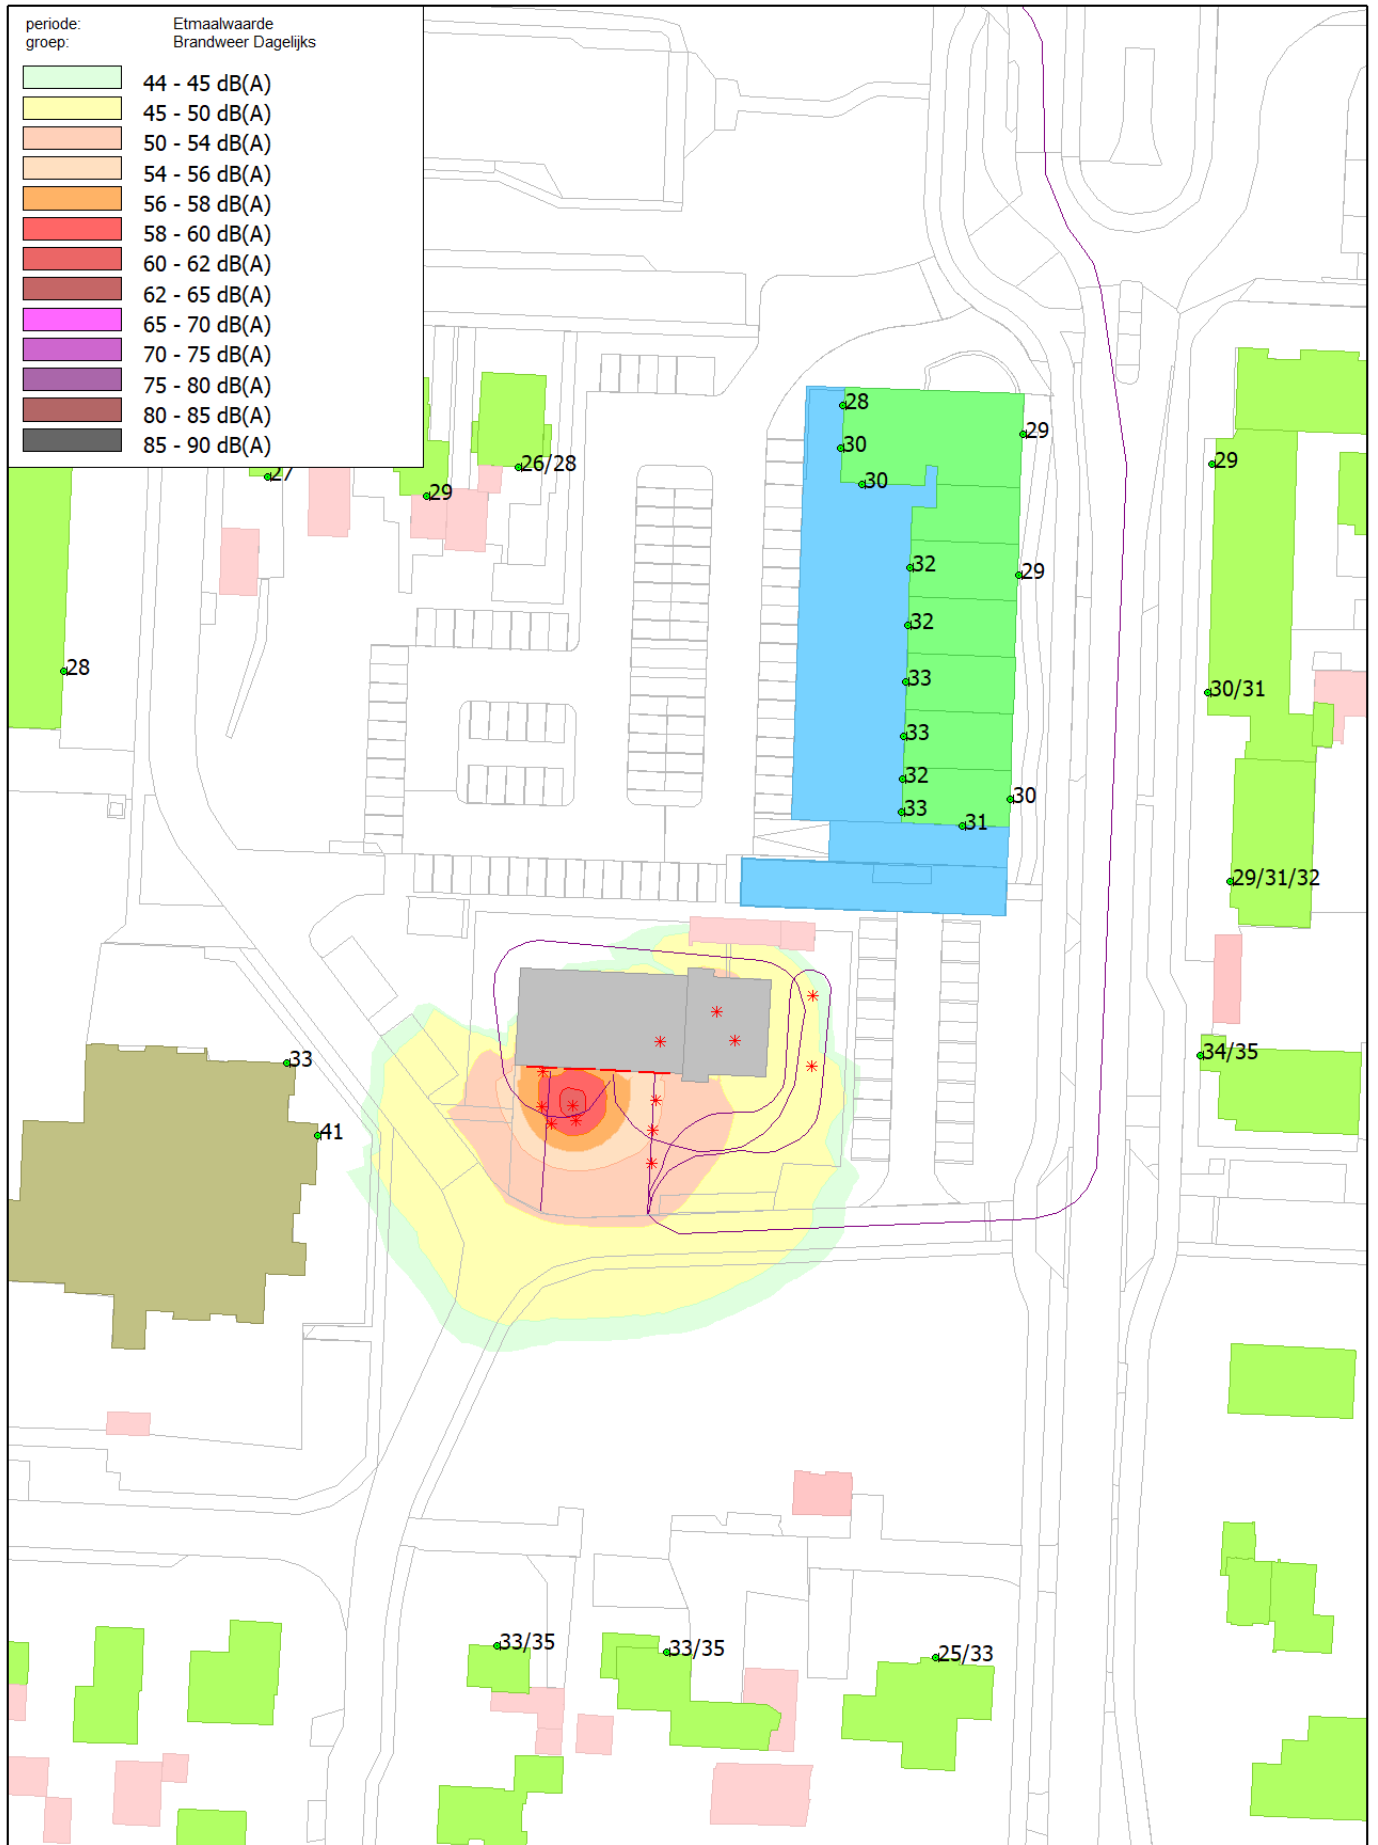 periode: Etmaalwaarde
groep: Brandweer Dagelijks
44 - 45 dB(A)
45 - 50 dB(A)
50 - 54 dB(A)
54 - 56 dB(A)
56 - 58 dB(A)
58 - 60 dB(A)
60 - 62 dB(A)
62 - 65 dB(A)
65 - 70 dB(A)
70 - 75 dB(A)
75 - 80 dB(A)
80 - 85 dB(A)
85 - 90 dB(A)
28
29
30
29
26/28
27
30
29
32
29
32
28
33
30/31
33
32
30
33
31
29/31/32
34/35
33
41
33/35
33/35
25/33